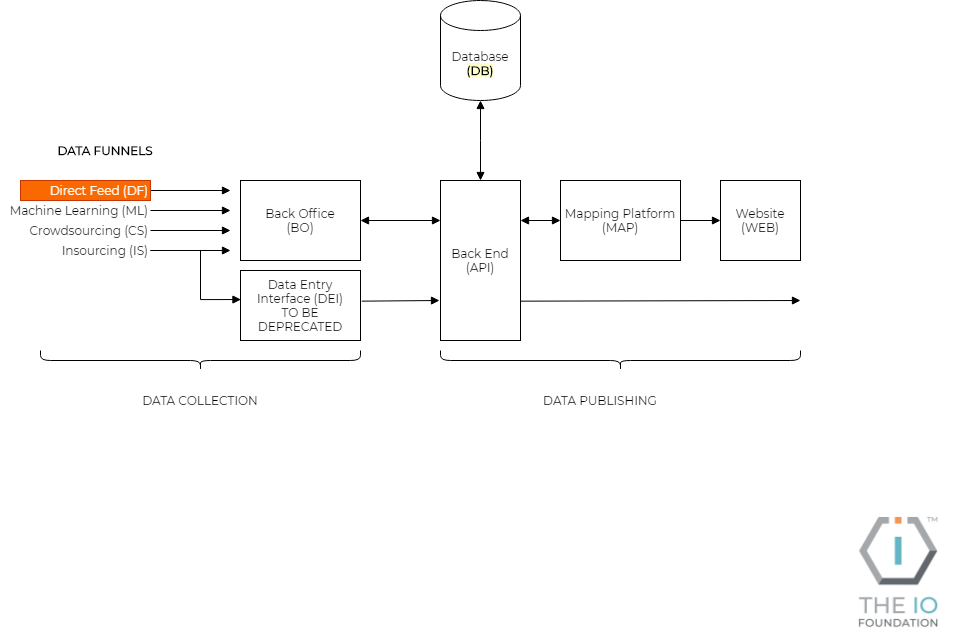 Database
(DB)
DATA FUNNELS
Direct Feed (DF)
Machine Learning (ML)
Crowdsourcing (CS)
Insourcing (IS)
Back Office
(BO)
Data Entry
Interface (DEI)
TO BE
DEPRECATED
Back End
(API)
Mapping Platform
(MAP)
Website
(WEB)
DATA COLLECTION
DATA PUBLISHING
TM
THE IO
FOUNDATION